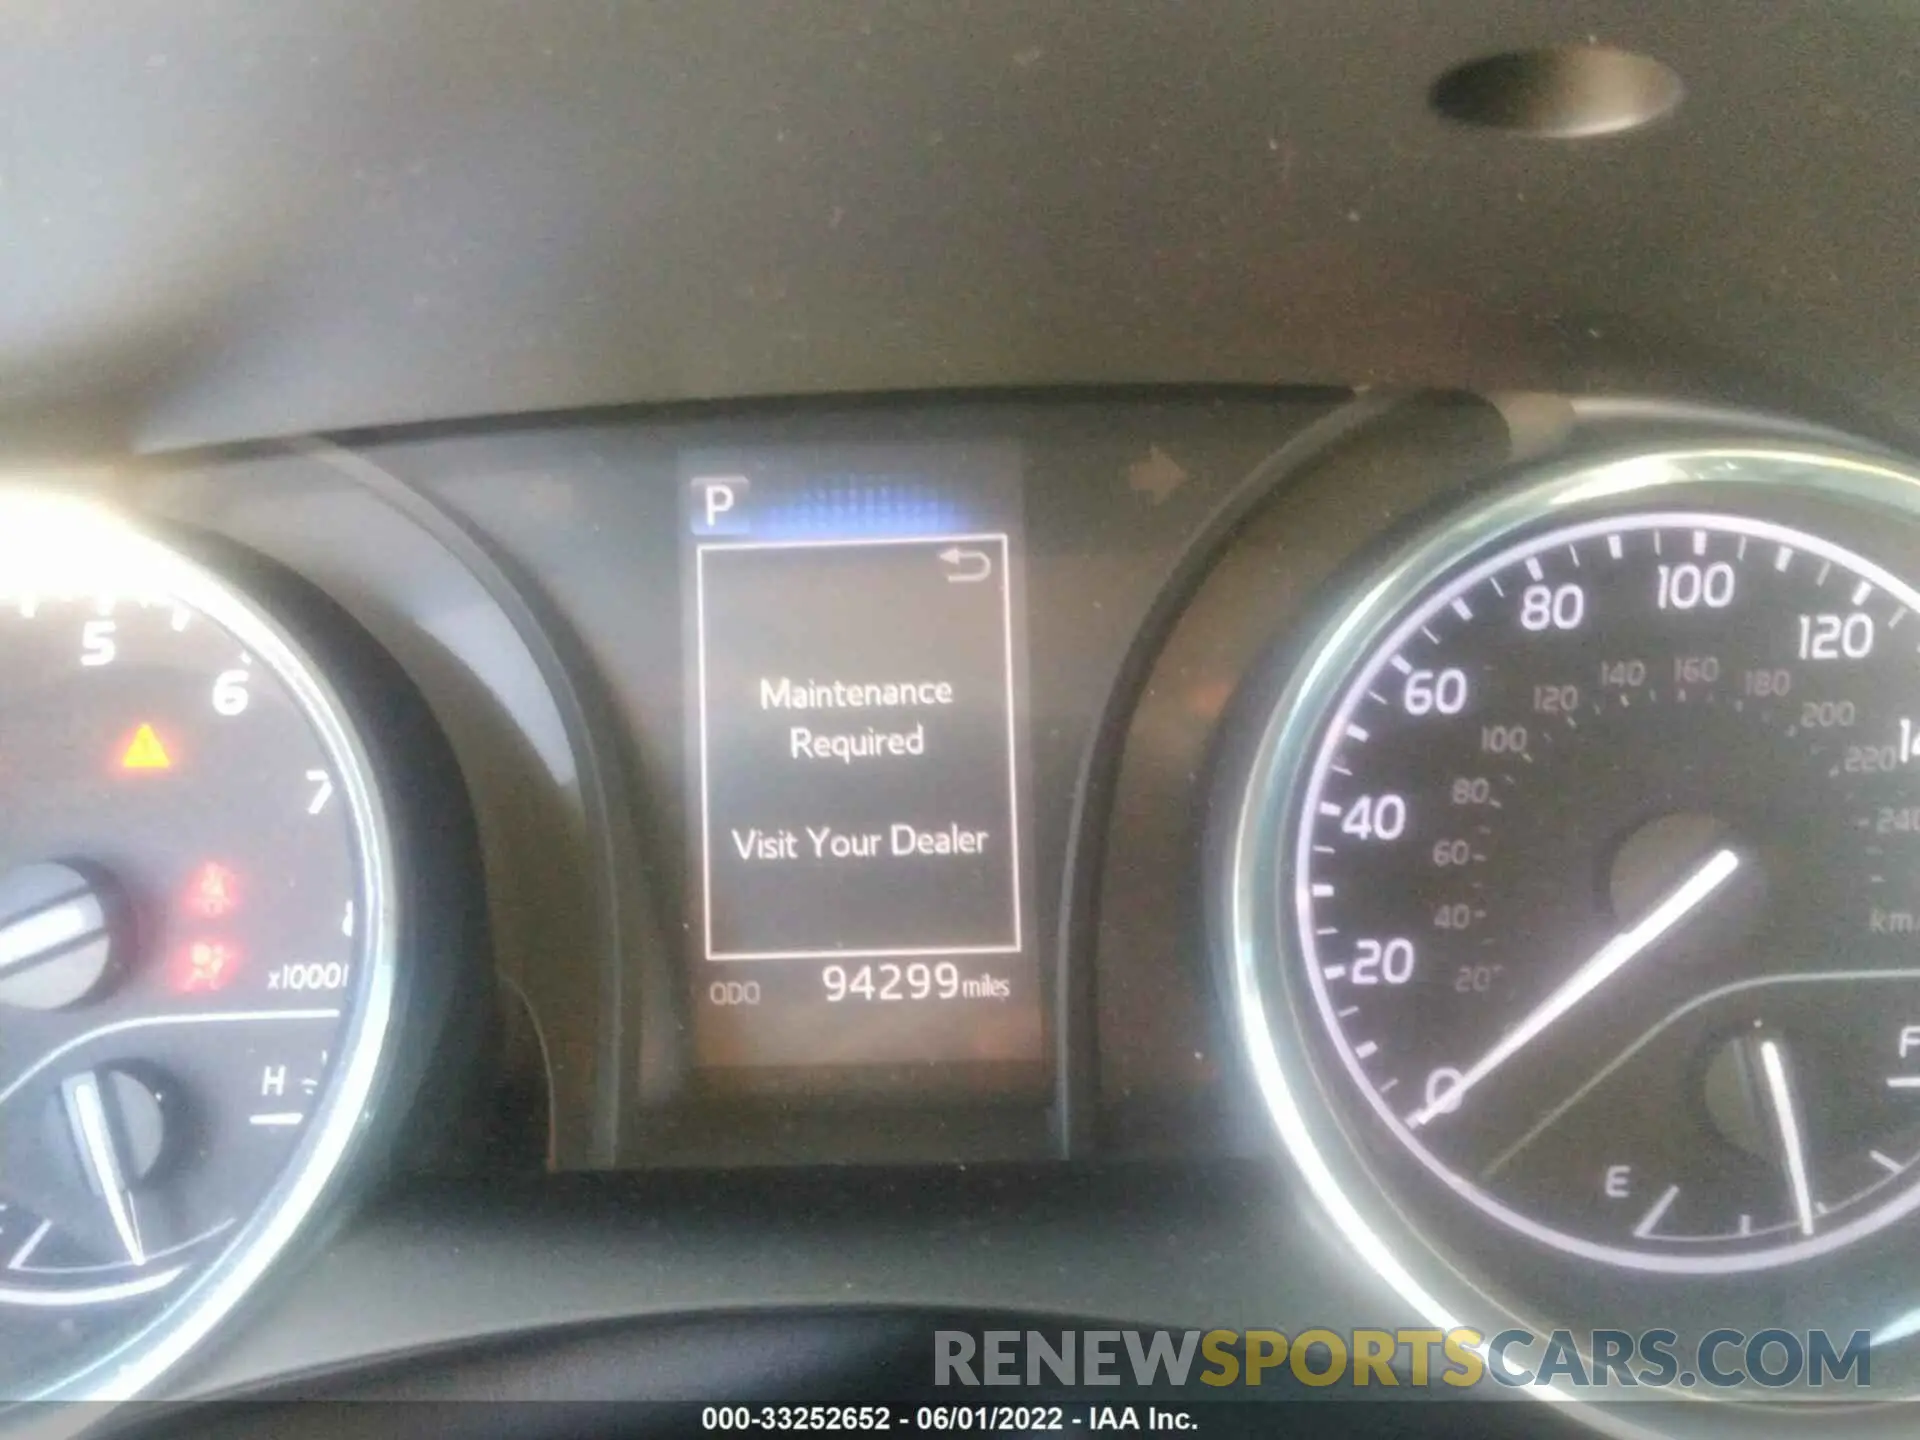 P
Maintenance
Required
Visit Your Dealer
ODO 94299 miles
5
6
7
x1000
H
0
20
40
60
80
100
120
20
40
60
80
100
120
140
160
180
200
220
240
km
E
F
RENEWSPORTSCARS.COM
000-33252652 - 06/01/2022 - IAA Inc.